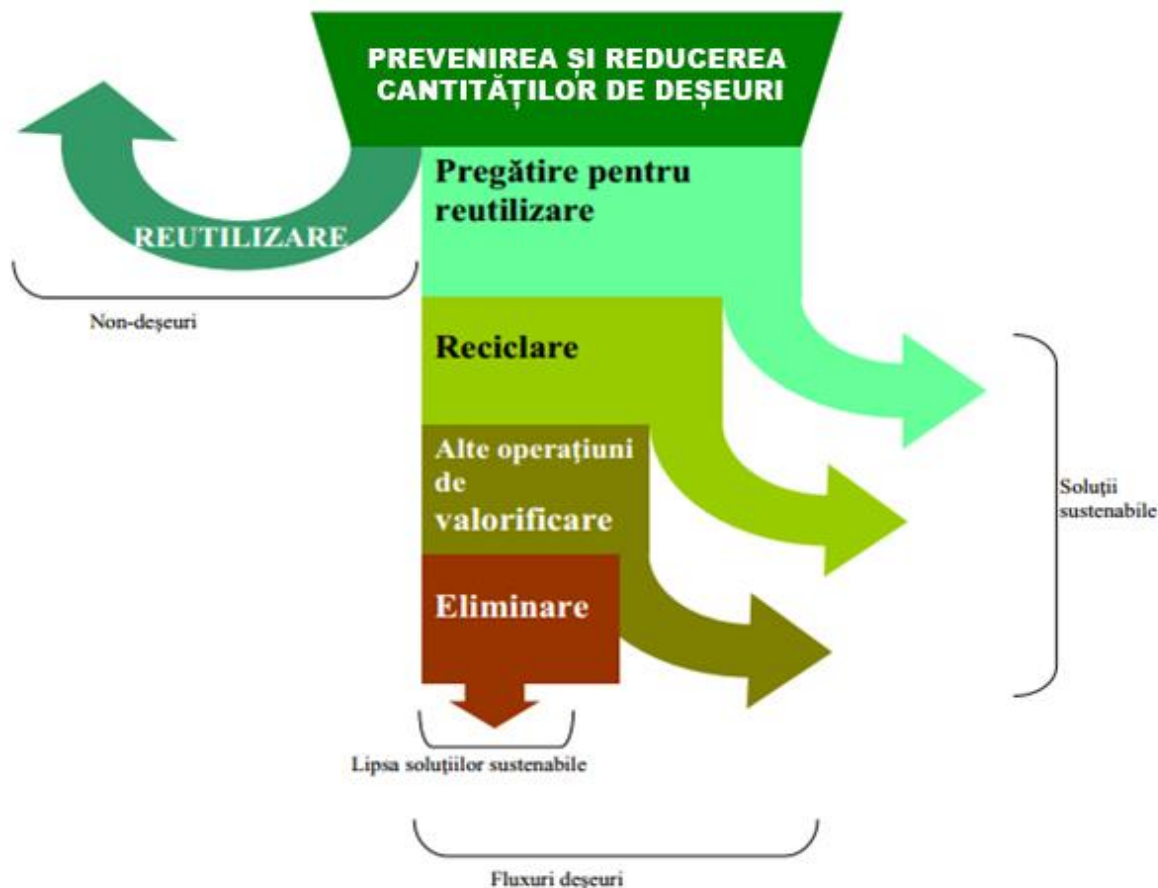 PREVENIREA ȘI REDUCEREA
CANTITĂȚILOR DE DEȘEURI
Pregătire pentru
reutilizare
REUTILIZARE
Non-deșeuri
Reciclare
Alte operațiuni
de
valorificare
Soluții
sustenabile
Eliminare
Lipsa soluțiilor sustenabile
Fluxuri deșeuri